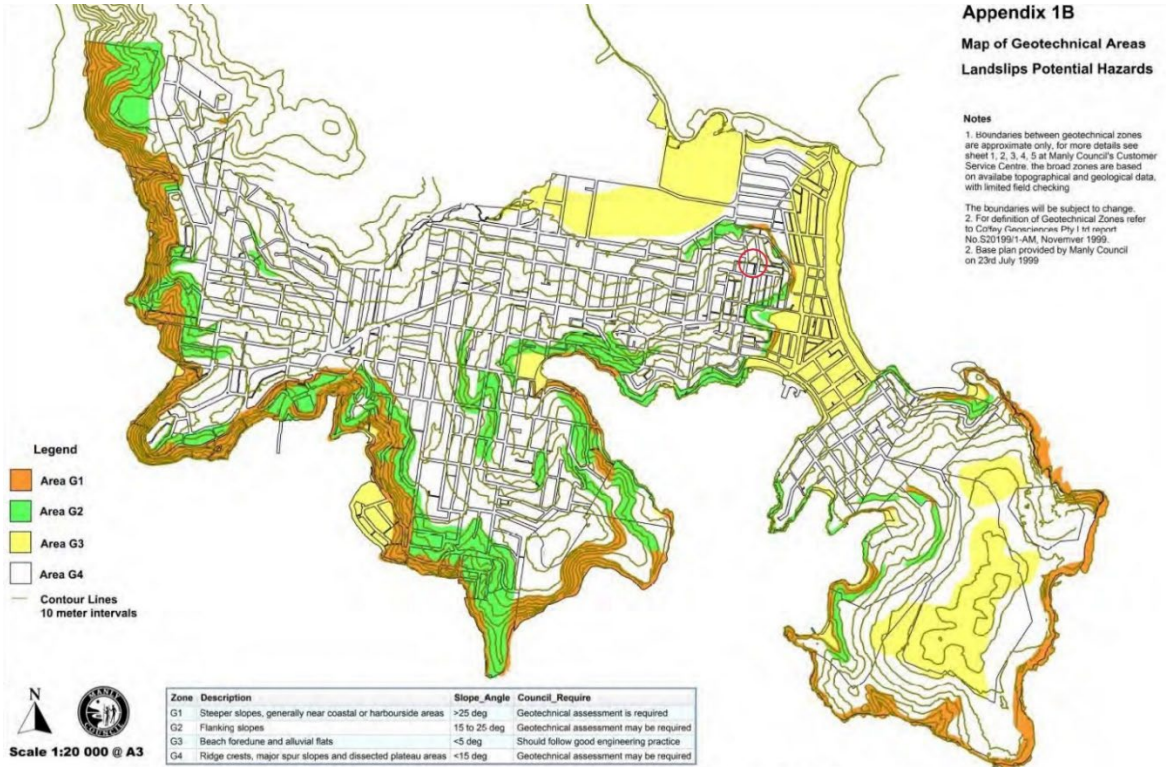 Appendix 1B
Map of Geotechnical Areas
Landslips Potential Hazards
Notes
1. Boundaries between geotechnical zones
are approximate only, for more details see
sheet 1, 2, 3, 4, 5 at Manly Council's Customer
Service Centre. the broad zones are based
on availabe topographical and geological data,
with limited field checking
The boundaries will be subject to change.
2. For definition of Geotechnical Zones refer
to Coffey Geosciences Pty Ltd report
No.S20199/1-AM, Novemver 1999.
2. Base plan provided by Manly Council
on 23rd July 1999
Legend
Area G1
Area G2
Area G3
Area G4
Contour Lines
10 meter intervals
N
MANLY
COUNCIL
Scale 1:20 000 @ A3
Zone Description Slope_Angle Council_Require
G1 Steeper slopes, generally near coastal or harbourside areas >25 deg Geotechnical assessment is required
G2 Flanking slopes 15 to 25 deg Geotechnical assessment may be required
G3 Beach foredune and alluvial flats <5 deg Should follow good engineering practice
G4 Ridge crests, major spur slopes and dissected plateau areas <15 deg Geotechnical assessment may be required